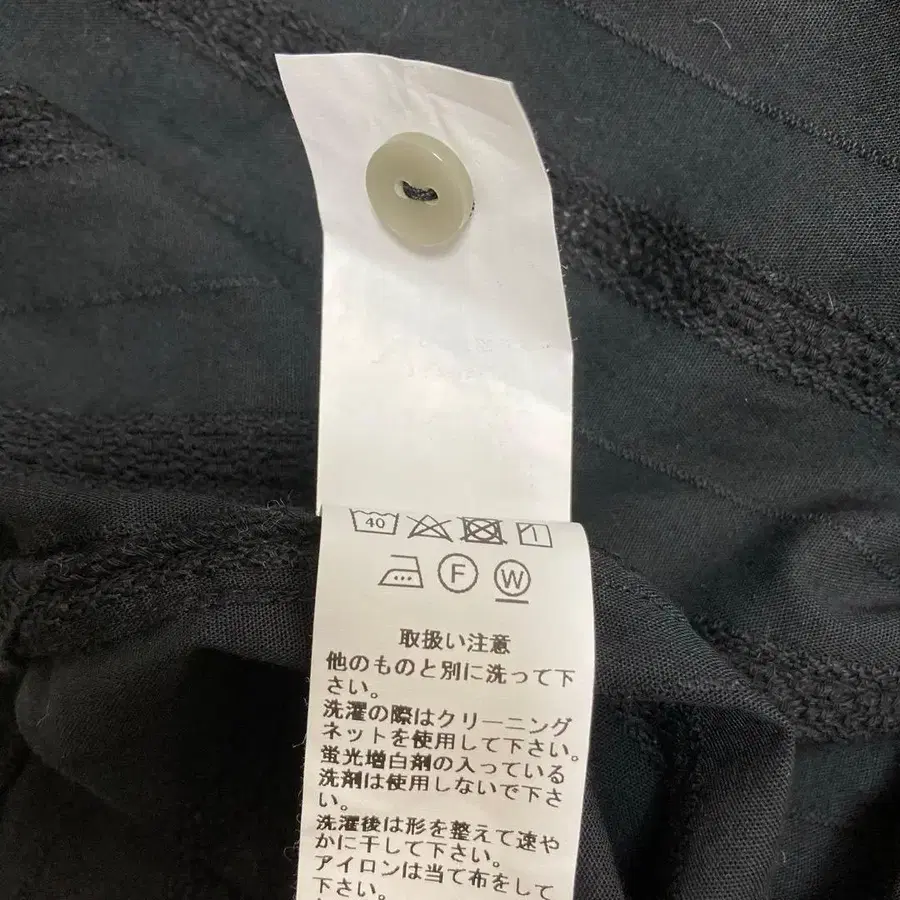 40
F W
取扱い注意
他のものと別に洗って下
さい。
洗濯の際はクリーニング
ネットを使用して下さい。
蛍光増白剤の入っている
洗剤は使用しないで下さ
い。
洗濯後は形を整えて速や
かに干して下さい。
アイロンは当て布をして
下さい。